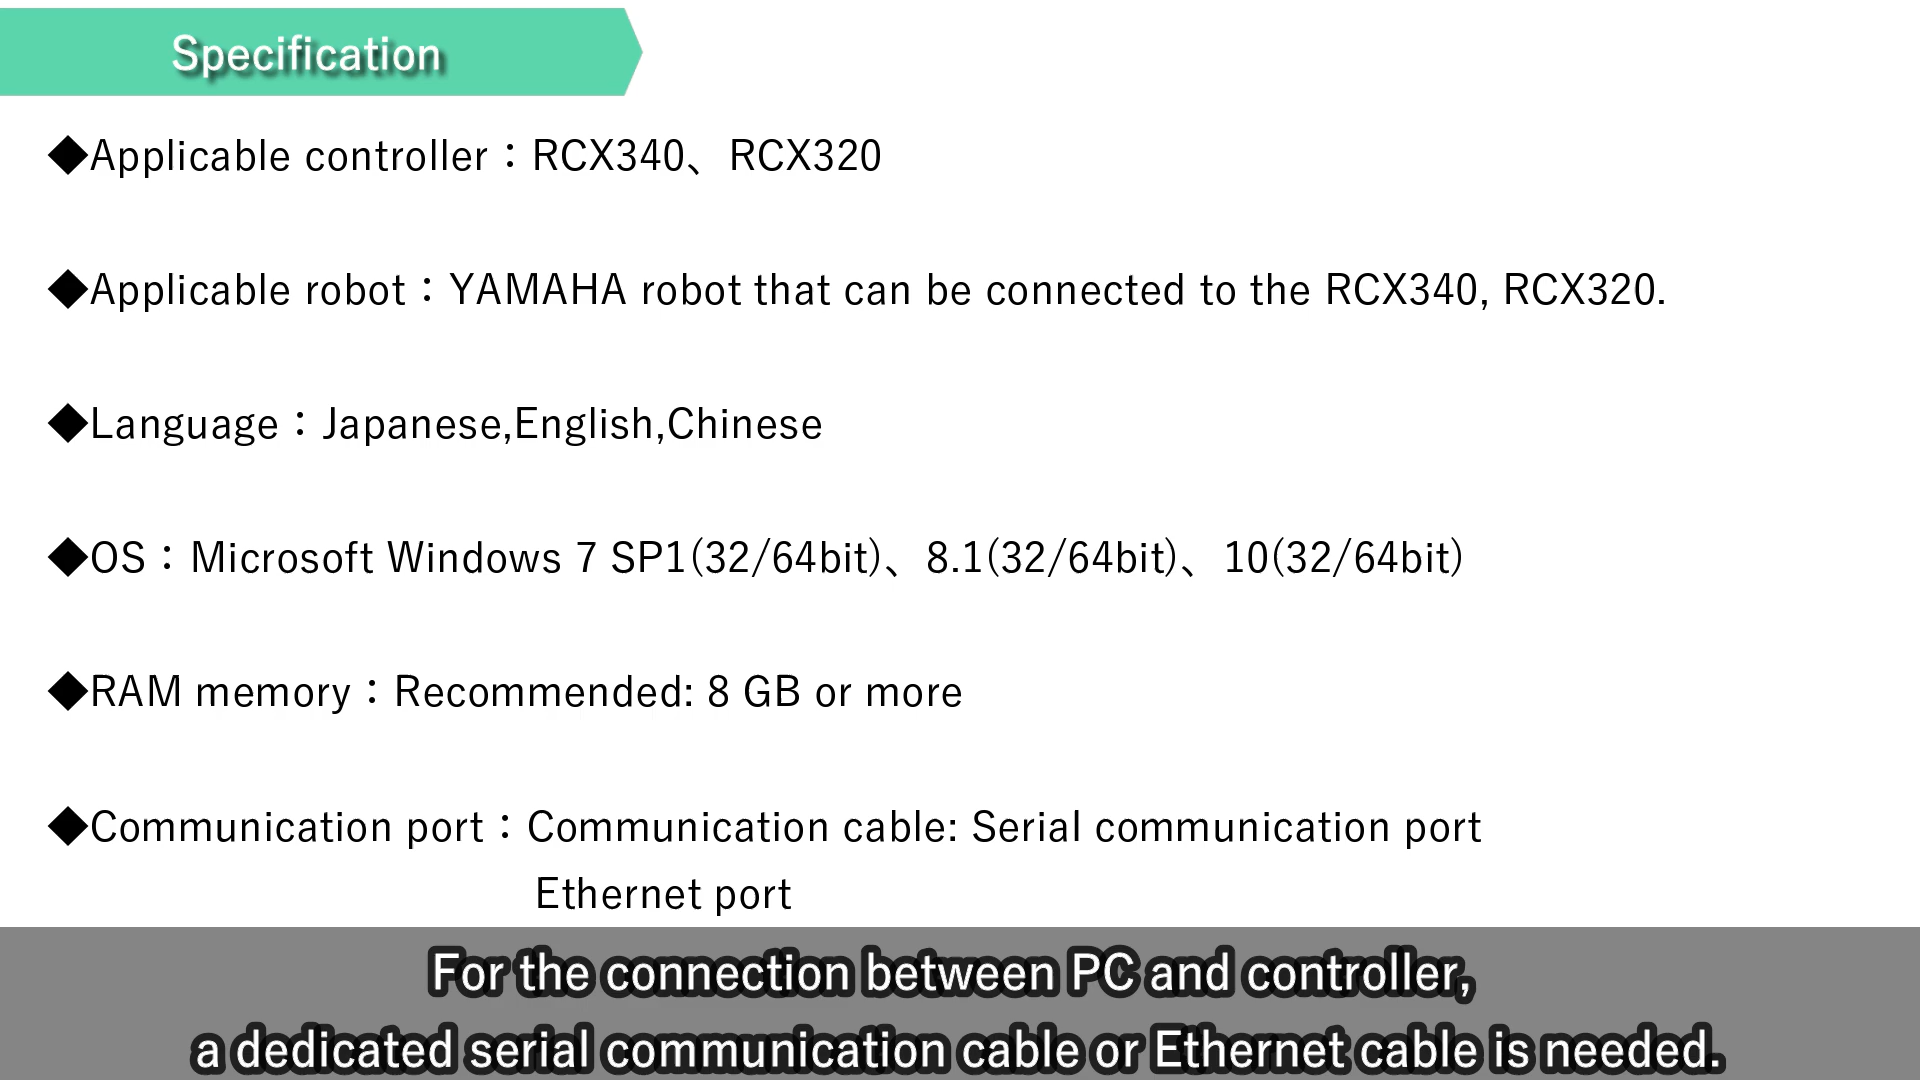 Specification
◆Applicable controller：RCX340、RCX320
◆Applicable robot：YAMAHA robot that can be connected to the RCX340, RCX320.
◆Language：Japanese,English,Chinese
◆OS：Microsoft Windows 7 SP1(32/64bit)、8.1(32/64bit)、10(32/64bit)
◆RAM memory：Recommended: 8 GB or more
◆Communication port：Communication cable: Serial communication port
Ethernet port
For the connection between PC and controller,
a dedicated serial communication cable or Ethernet cable is needed.